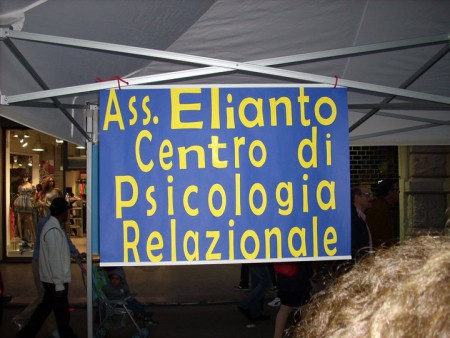 Ass. Elianto
Centro di
Psicologia
Relazionale